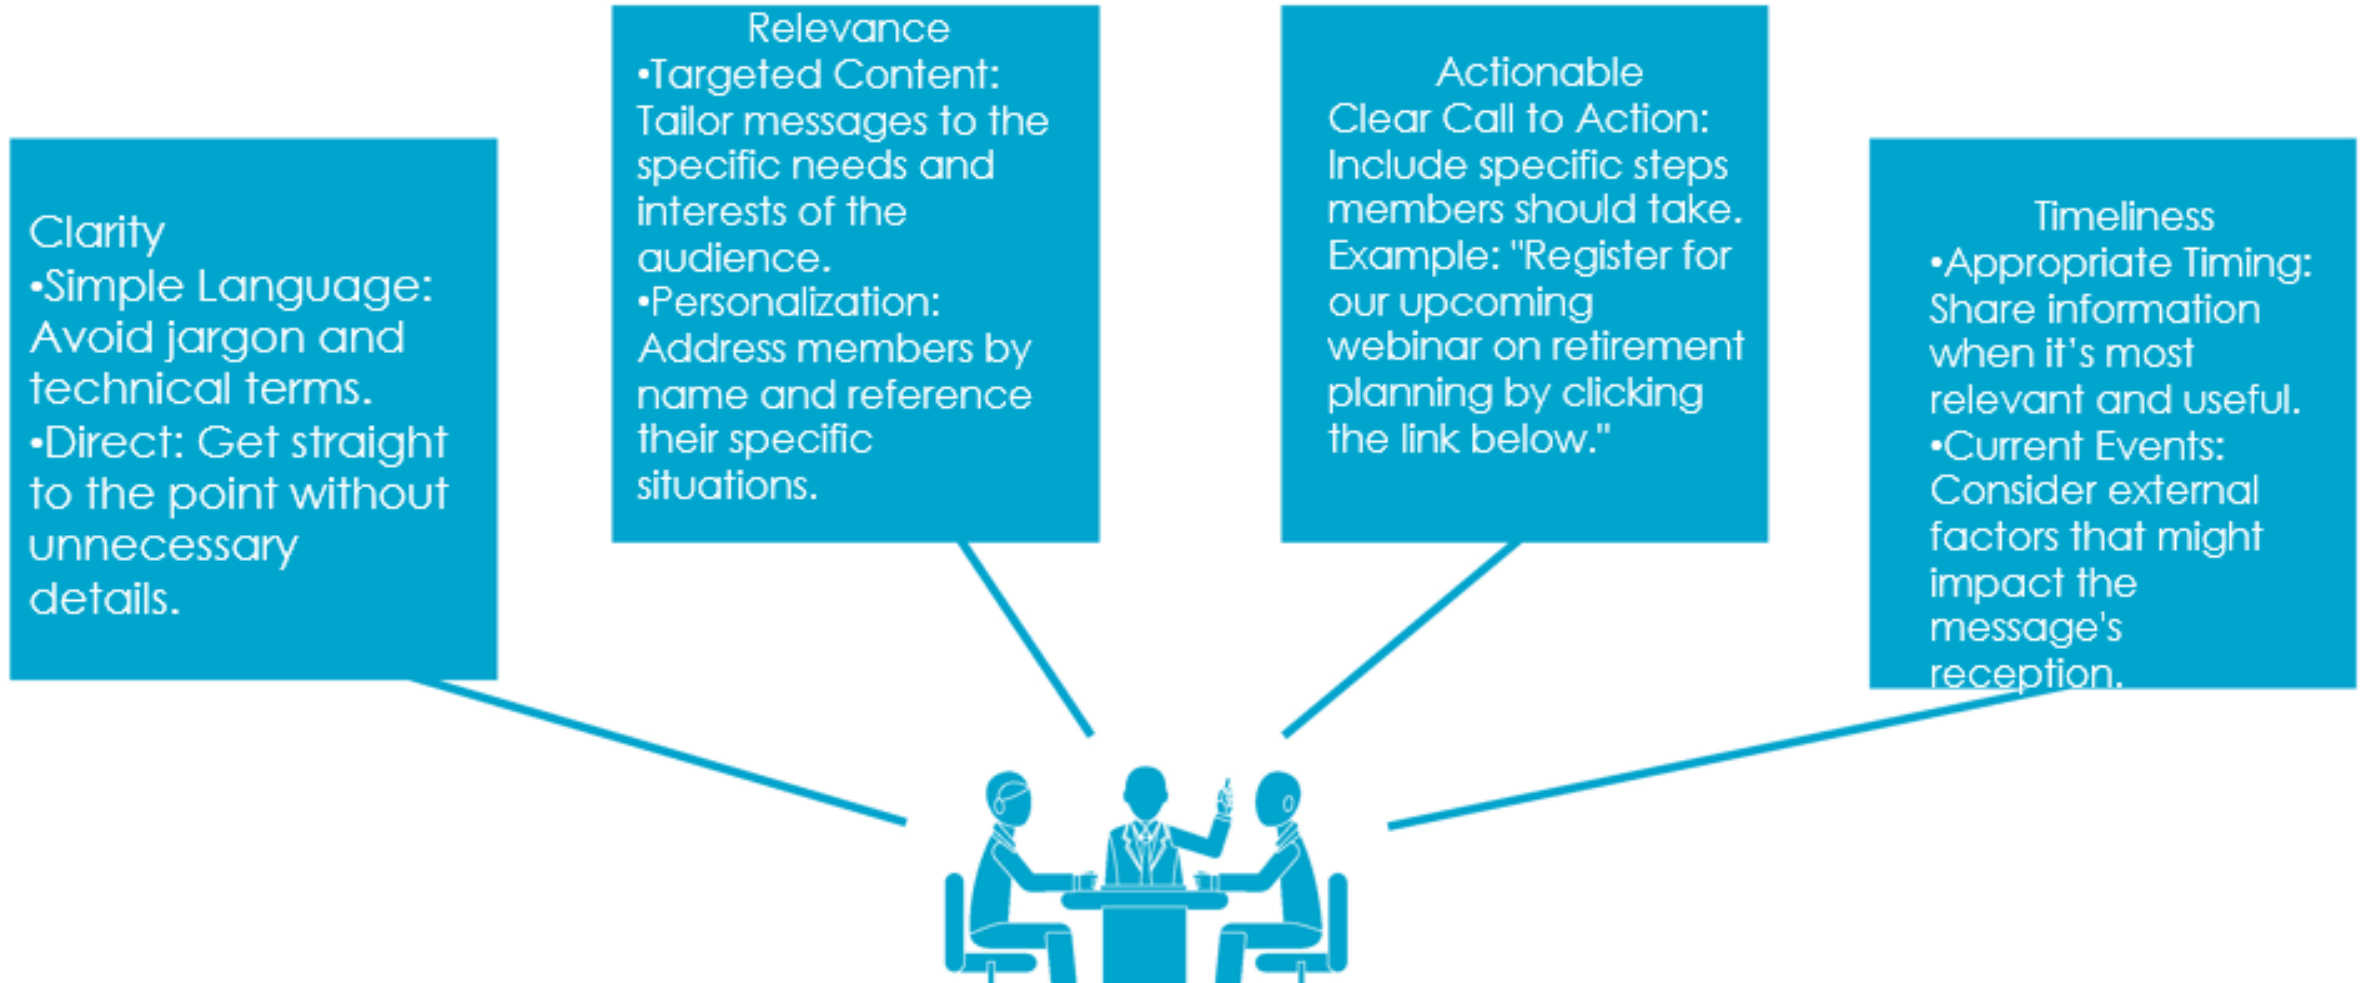 Clarity
•Simple Language:
Avoid jargon and
technical terms.
•Direct: Get straight
to the point without
unnecessary
details.
Relevance
•Targeted Content:
Tailor messages to the
specific needs and
interests of the
audience.
•Personalization:
Address members by
name and reference
their specific
situations.
Actionable
Clear Call to Action:
Include specific steps
members should take.
Example: "Register for
our upcoming
webinar on retirement
planning by clicking
the link below."
Timeliness
•Appropriate Timing:
Share information
when it’s most
relevant and useful.
•Current Events:
Consider external
factors that might
impact the
message's
reception.